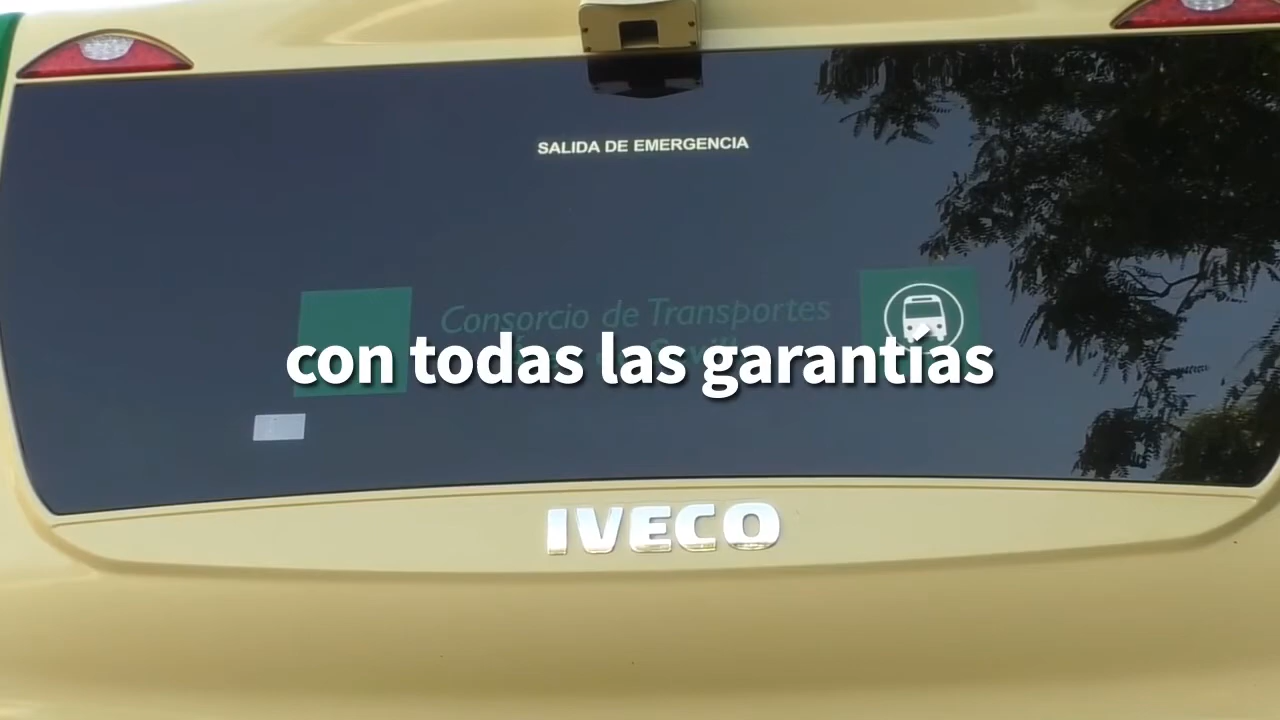 SALIDA DE EMERGENCIA
Consorcio de Transportes
con todas las garantías
IVECO